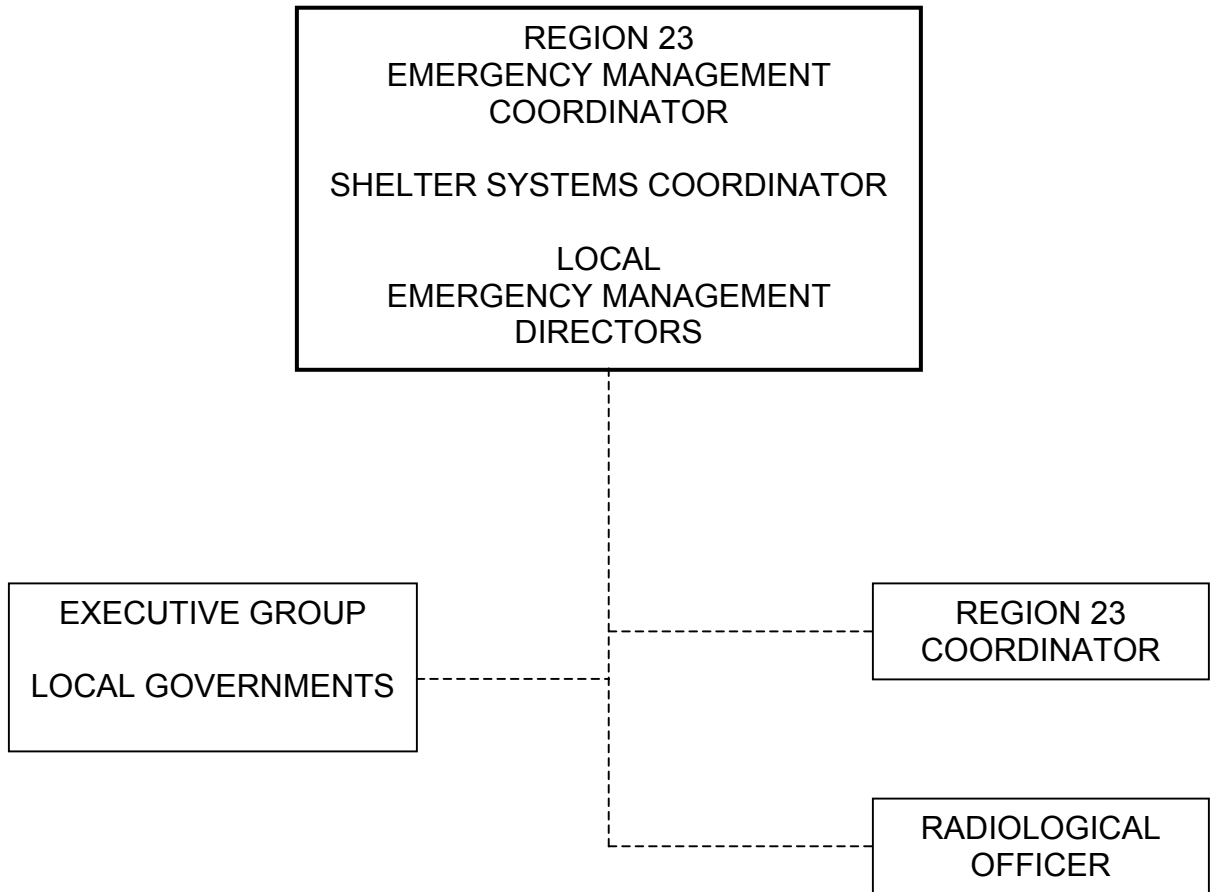 REGION 23
EMERGENCY MANAGEMENT
COORDINATOR
SHELTER SYSTEMS COORDINATOR
LOCAL
EMERGENCY MANAGEMENT
DIRECTORS
EXECUTIVE GROUP
LOCAL GOVERNMENTS
REGION 23
COORDINATOR
RADIOLOGICAL
OFFICER